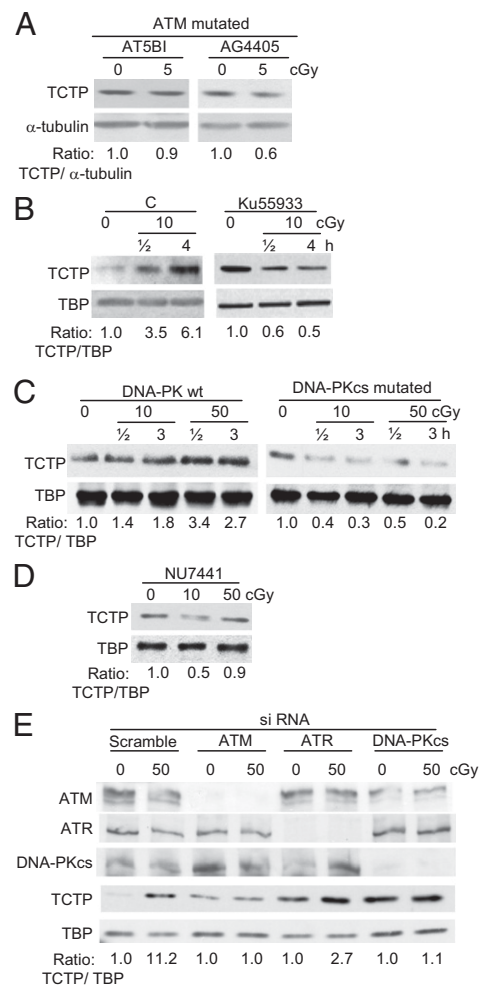 A
ATM mutated
AT5BI AG4405
0 5 0 5 cGy
TCTP
α-tubulin
Ratio: 1.0 0.9 1.0 0.6
TCTP/ α-tubulin
B
C Ku55933
0 10 0 10 cGy
½ 4 ½ 4 h
TCTP
TBP
Ratio: 1.0 3.5 6.1 1.0 0.6 0.5
TCTP/TBP
C
DNA-PK wt DNA-PKcs mutated
0 10 50 0 10 50 cGy
½ 3 ½ 3 ½ 3 ½ 3 h
TCTP
TBP
Ratio: 1.0 1.4 1.8 3.4 2.7 1.0 0.4 0.3 0.5 0.2
TCTP/ TBP
D
NU7441
0 10 50 cGy
TCTP
TBP
Ratio: 1.0 0.5 0.9
TCTP/TBP
E
si RNA
Scramble ATM ATR DNA-PKcs
0 50 0 50 0 50 0 50 cGy
ATM
ATR
DNA-PKcs
TCTP
TBP
Ratio: 1.0 11.2 1.0 1.0 1.0 2.7 1.0 1.1
TCTP/ TBP